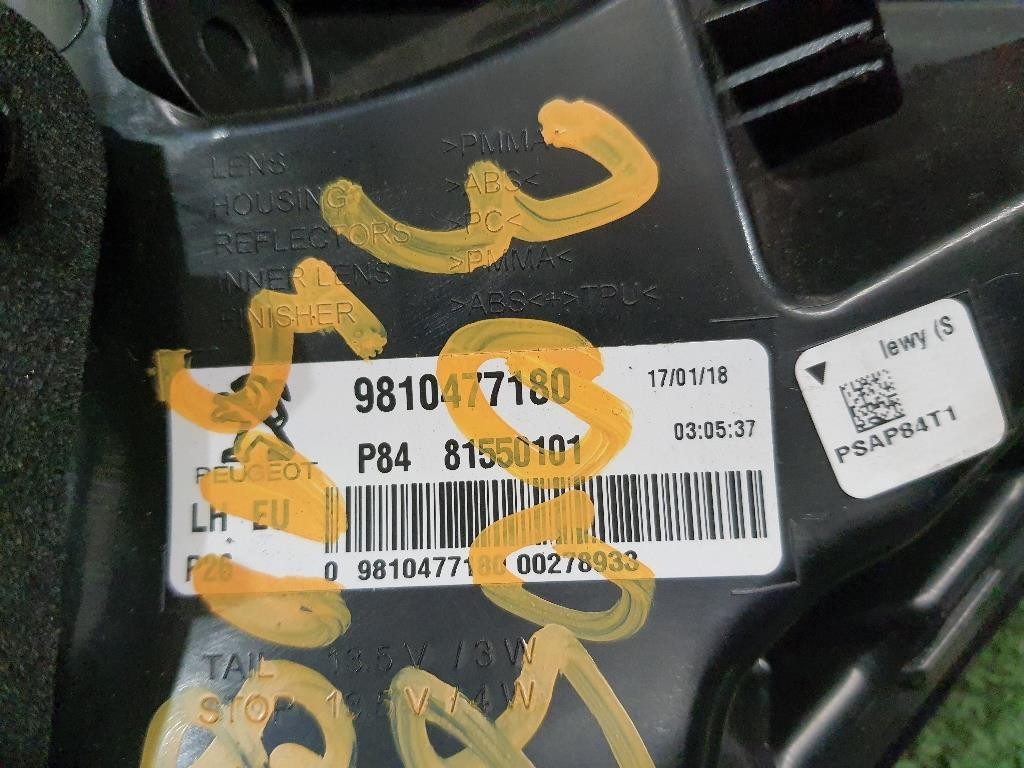 LENS >PMMA<
HOUSING >ABS<
REFLECTORS >PC<
INNER LENS >PMMA<
FINISHER >ABS<+>TPU<
9810477180 17/01/18
P84 81550101 03:05:37
PEUGEOT
LH EU
P26
0 9810477180 00278933
lewy (S
PSAP84T1
TAIL 13.5 V / 3 W
STOP 13.5 V / 4 W